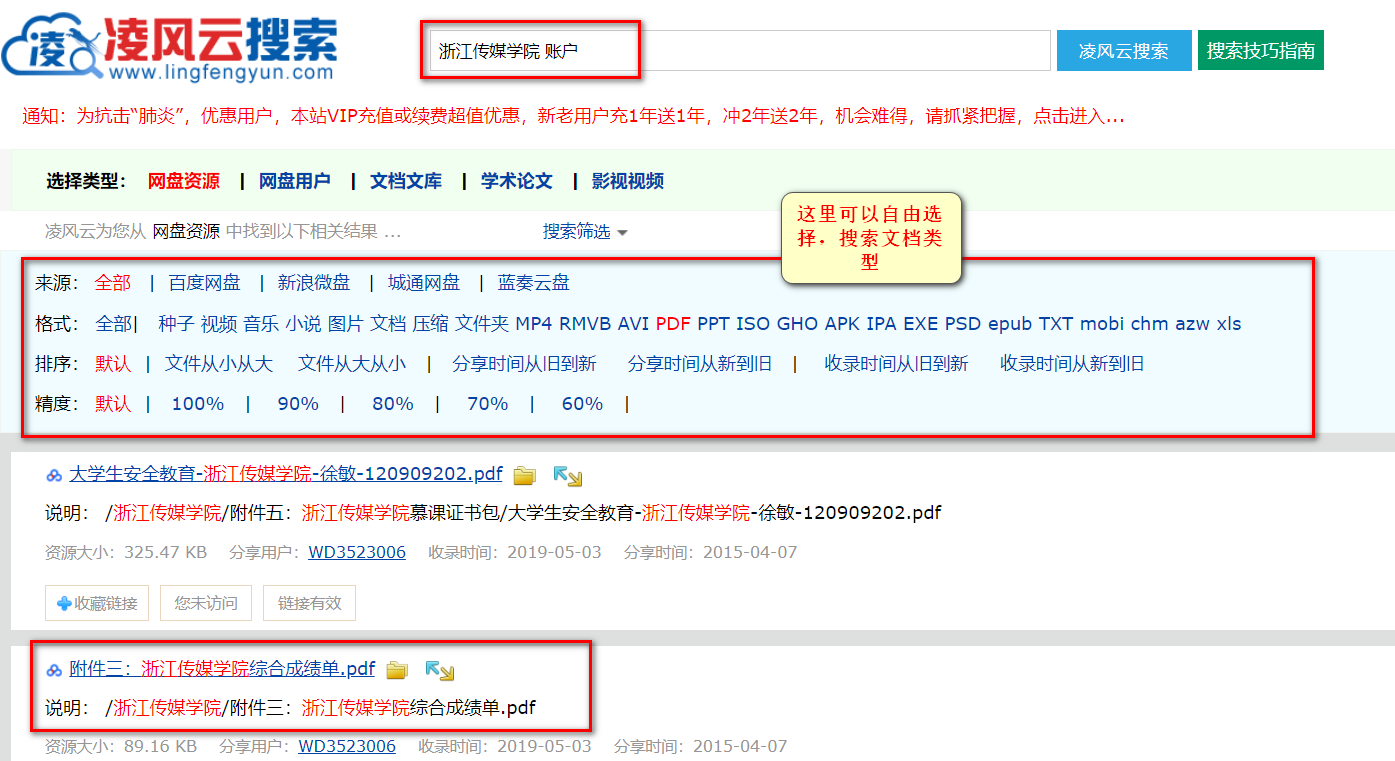 凌风云搜索
www.lingfengyun.com
浙江传媒学院 账户
凌风云搜索
搜索技巧指南
通知：为抗击“肺炎”，优惠用户，本站VIP充值或续费超值优惠，新老用户充1年送1年，冲2年送2年，机会难得，请抓紧把握，点击进入...
选择类型： 网盘资源 | 网盘用户 | 文档文库 | 学术论文 | 影视视频
凌风云为您从 网盘资源 中找到以下相关结果 ...
搜索筛选
这里可以自由选
择，搜索文档类
型
来源： 全部 | 百度网盘 | 新浪微盘 | 城通网盘 | 蓝奏云盘
格式： 全部| 种子 视频 音乐 小说 图片 文档 压缩 文件夹 MP4 RMVB AVI PDF PPT ISO GHO APK IPA EXE PSD epub TXT mobi chm azw xls
排序： 默认 | 文件从小从大 文件从大从小 | 分享时间从旧到新 分享时间从新到旧 | 收录时间从旧到新 收录时间从新到旧
精度： 默认 | 100% | 90% | 80% | 70% | 60% |
大学生安全教育-浙江传媒学院-徐敏-120909202.pdf
说明： /浙江传媒学院/附件五：浙江传媒学院慕课证书包/大学生安全教育-浙江传媒学院-徐敏-120909202.pdf
资源大小：325.47 KB 分享用户：WD3523006 收录时间：2019-05-03 分享时间：2015-04-07
收藏链接 您未访问 链接有效
附件三：浙江传媒学院综合成绩单.pdf
说明： /浙江传媒学院/附件三：浙江传媒学院综合成绩单.pdf
资源大小：89.16 KB 分享用户：WD3523006 收录时间：2019-05-03 分享时间：2015-04-07